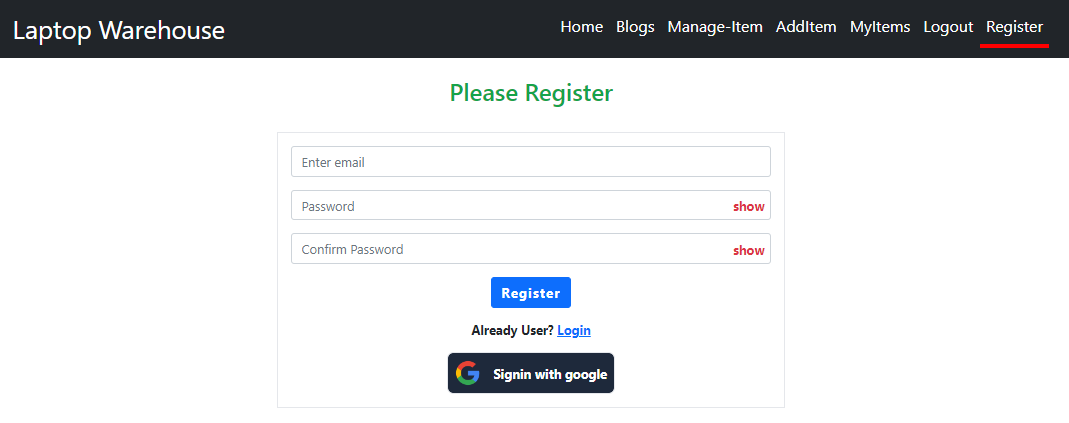 Laptop Warehouse Home Blogs Manage-Item AddItem MyItems Logout Register
Please Register
Enter email
Password show
Confirm Password show
Register
Already User? Login
Signin with google